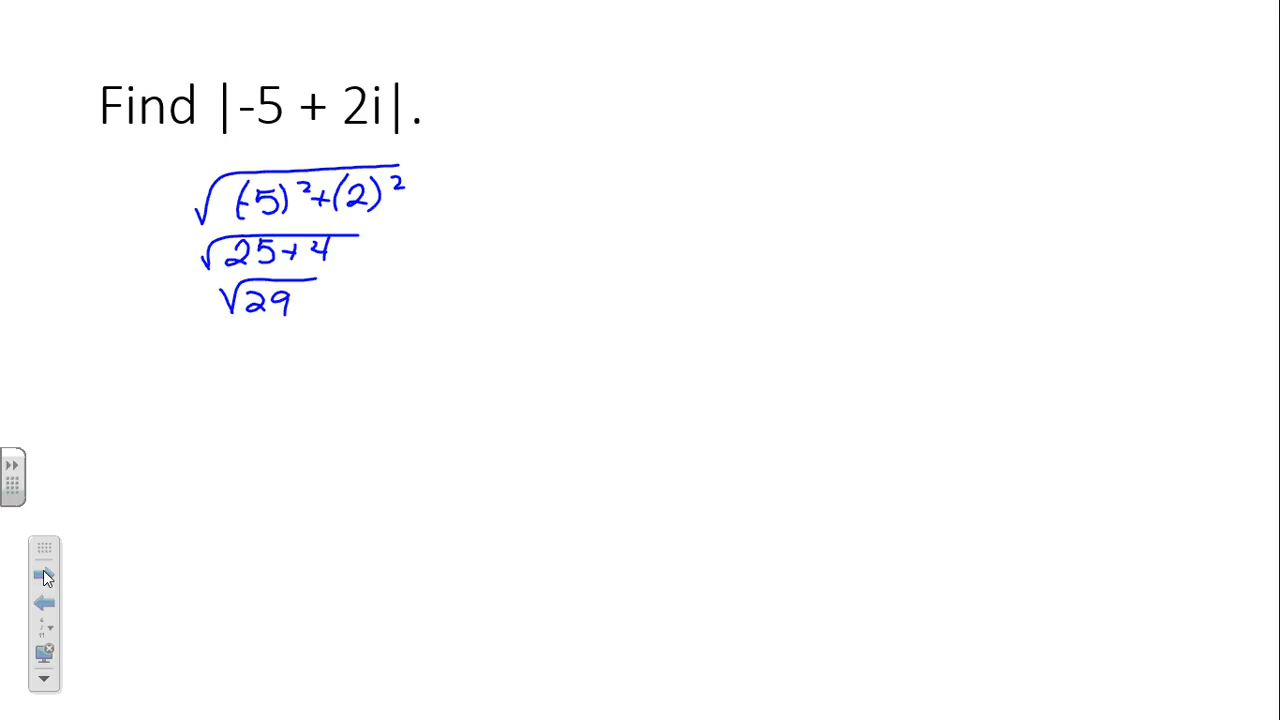 Find |-5 + 2i|.
√(-5)²+(2)²
√25+4
√29